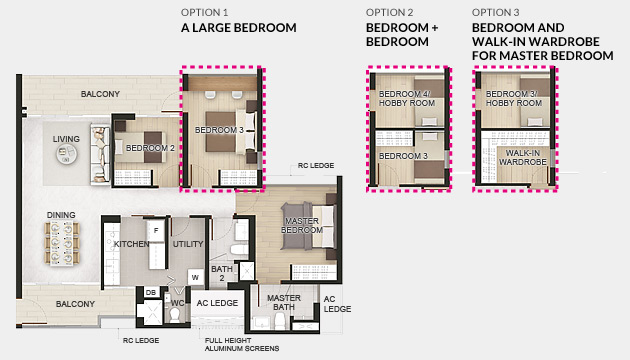 OPTION 1
A LARGE BEDROOM
OPTION 2
BEDROOM +
BEDROOM
OPTION 3
BEDROOM AND
WALK-IN WARDROBE
FOR MASTER BEDROOM
BALCONY
BEDROOM 4/
HOBBY ROOM
BEDROOM 3/
HOBBY ROOM
BEDROOM 3
LIVING
BEDROOM 2
BEDROOM 3
WALK-IN
WARDROBE
RC LEDGE
DINING
MASTER
BEDROOM
KITCHEN
F
UTILITY
BATH
2
W
DB
WC
BALCONY
AC LEDGE
MASTER
BATH
AC
LEDGE
RC LEDGE
FULL HEIGHT
ALUMINUM SCREENS